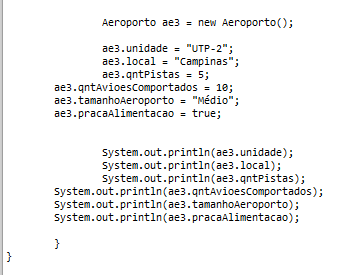 Aeroporto ae3 = new Aeroporto();
ae3.unidade = "UTP-2";
ae3.local = "Campinas";
ae3.qntPistas = 5;
ae3.qntAvioesComportados = 10;
ae3.tamanhoAeroporto = "Médio";
ae3.pracaAlimentacao = true;
System.out.println(ae3.unidade);
System.out.println(ae3.local);
System.out.println(ae3.qntPistas);
System.out.println(ae3.qntAvioesComportados);
System.out.println(ae3.tamanhoAeroporto);
System.out.println(ae3.pracaAlimentacao);
}
}